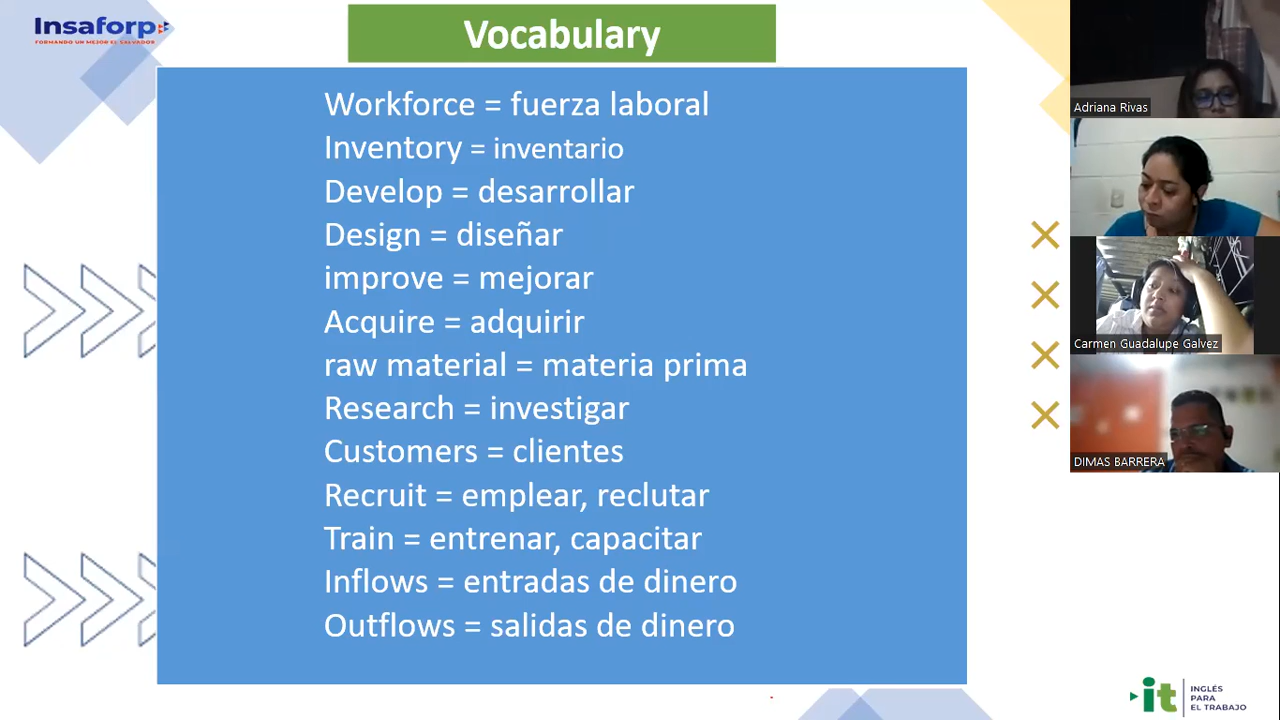 Insaforp
FORMANDO UN MEJOR EL SALVADOR
Vocabulary
Workforce = fuerza laboral
Inventory = inventario
Develop = desarrollar
Design = diseñar
improve = mejorar
Acquire = adquirir
raw material = materia prima
Research = investigar
Customers = clientes
Recruit = emplear, reclutar
Train = entrenar, capacitar
Inflows = entradas de dinero
Outflows = salidas de dinero
Adriana Rivas
Carmen Guadalupe Galvez
DIMAS BARRERA
it
INGLÉS
PARA
EL TRABAJO